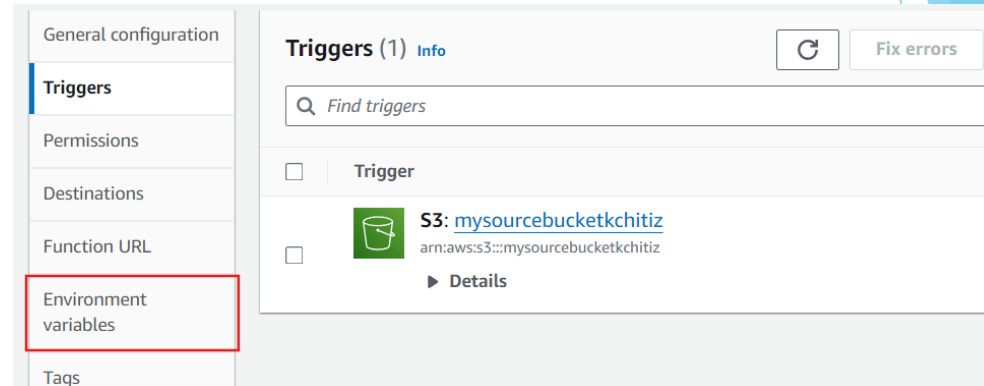 General configuration
Triggers
Permissions
Destinations
Function URL
Environment
variables
Tags
Triggers (1) Info
Fix errors
Find triggers
Trigger
S3: mysourcebucketkchitiz
arn:aws:s3:::mysourcebucketkchitiz
Details